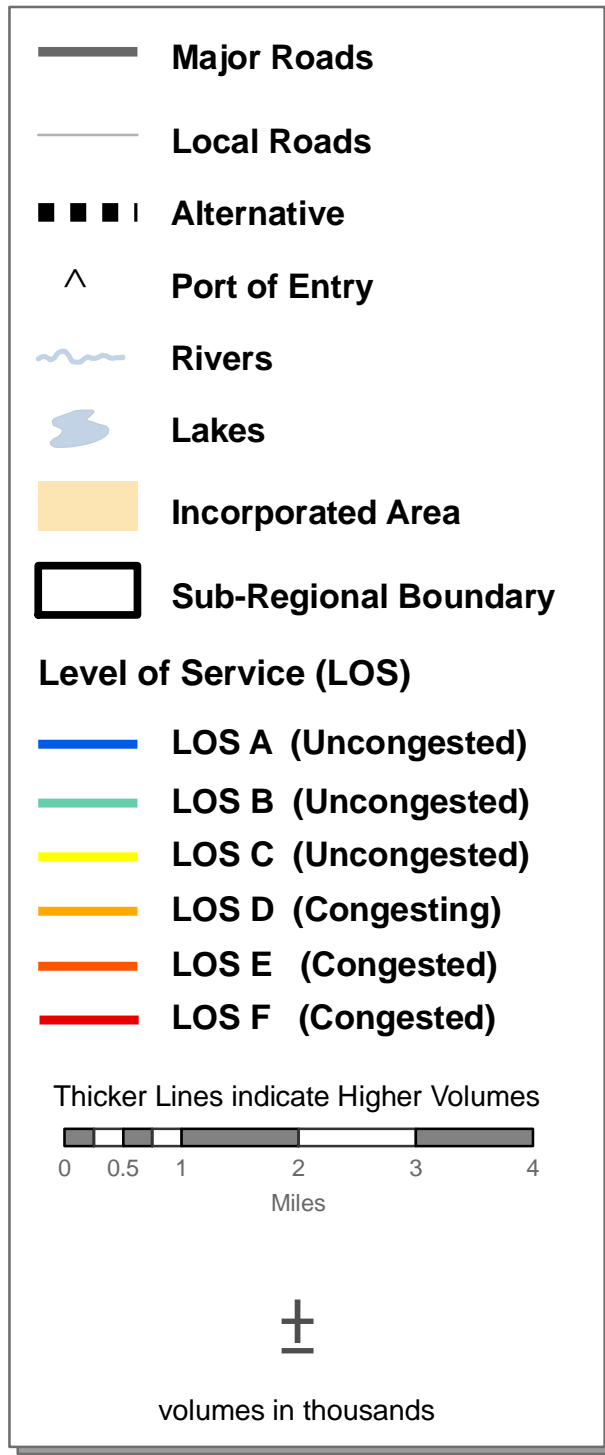 Major Roads
Local Roads
Alternative
^ Port of Entry
Rivers
Lakes
Incorporated Area
Sub-Regional Boundary
Level of Service (LOS)
LOS A (Uncongested)
LOS B (Uncongested)
LOS C (Uncongested)
LOS D (Congesting)
LOS E (Congested)
LOS F (Congested)
Thicker Lines indicate Higher Volumes
0 0.5 1 2 3 4
Miles
±
volumes in thousands